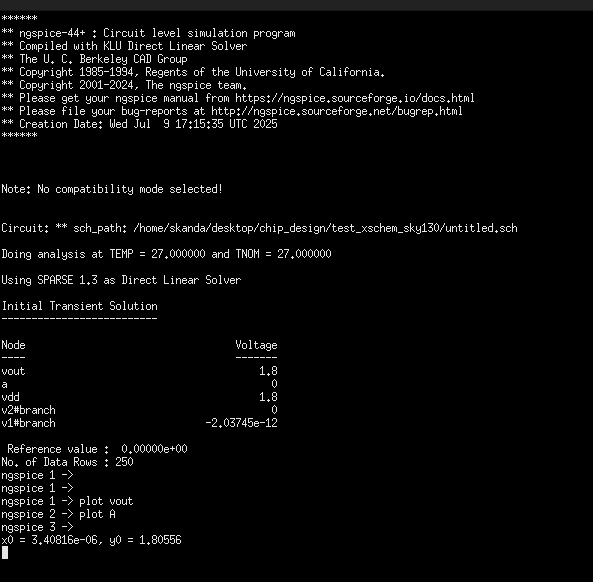 ******
** ngspice-44+ : Circuit level simulation program
** Compiled with KLU Direct Linear Solver
** The U. C. Berkeley CAD Group
** Copyright 1985-1994, Regents of the University of California.
** Copyright 2001-2024, The ngspice team.
** Please get your ngspice manual from https://ngspice.sourceforge.io/docs.html
** Please file your bug-reports at http://ngspice.sourceforge.net/bugrep.html
** Creation Date: Wed Jul  9 17:15:35 UTC 2025
******
Note: No compatibility mode selected!
Circuit: ** sch_path: /home/skanda/desktop/chip_design/test_xschem_sky130/untitled.sch
Doing analysis at TEMP = 27.000000 and TNOM = 27.000000
Using SPARSE 1.3 as Direct Linear Solver
Initial Transient Solution
--------------------------
Node                                   Voltage
----                                   -------
vout                                       1.8
a                                            0
vdd                                        1.8
v2#branch                                    0
v1#branch                         -2.03745e-12
 Reference value :  0.00000e+00
No. of Data Rows : 250
ngspice 1 ->
ngspice 1 ->
ngspice 1 -> plot vout
ngspice 2 -> plot A
ngspice 3 ->
x0 = 3.40816e-06, y0 = 1.80556